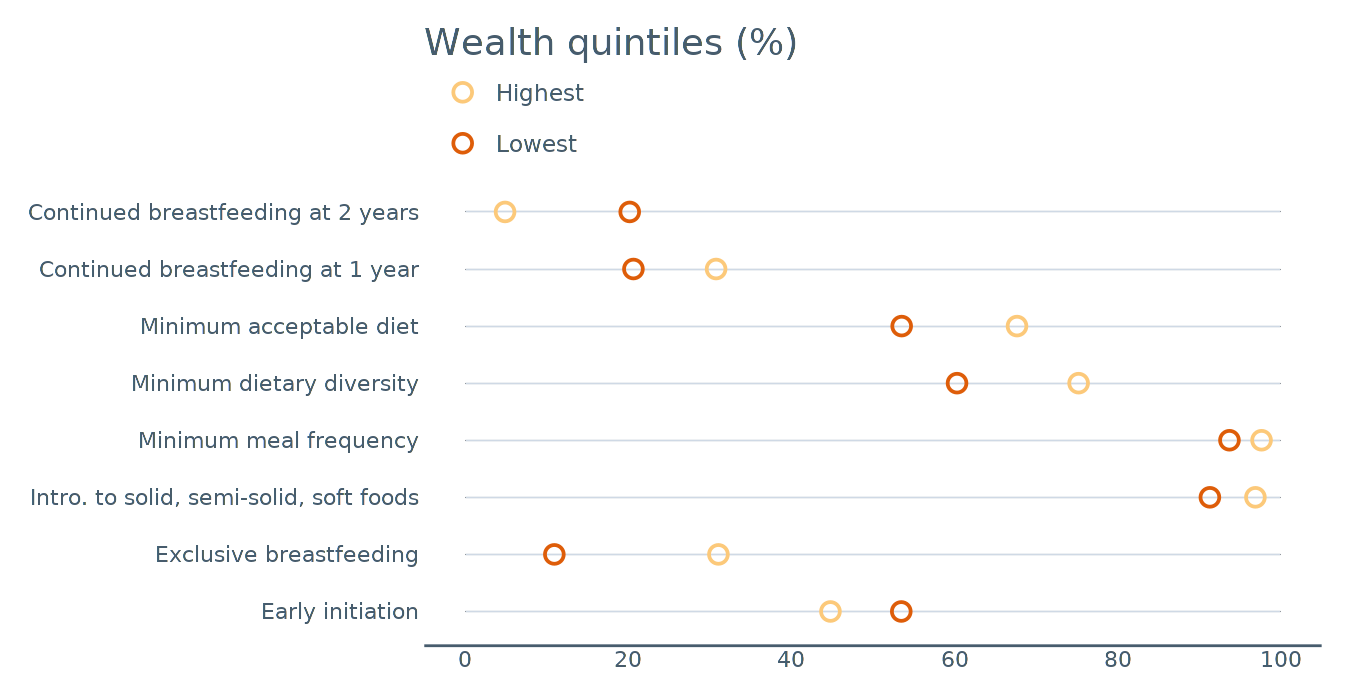 Wealth quintiles (%)
Highest
Lowest
Continued breastfeeding at 2 years
Continued breastfeeding at 1 year
Minimum acceptable diet
Minimum dietary diversity
Minimum meal frequency
Intro. to solid, semi-solid, soft foods
Exclusive breastfeeding
Early initiation
0 20 40 60 80 100